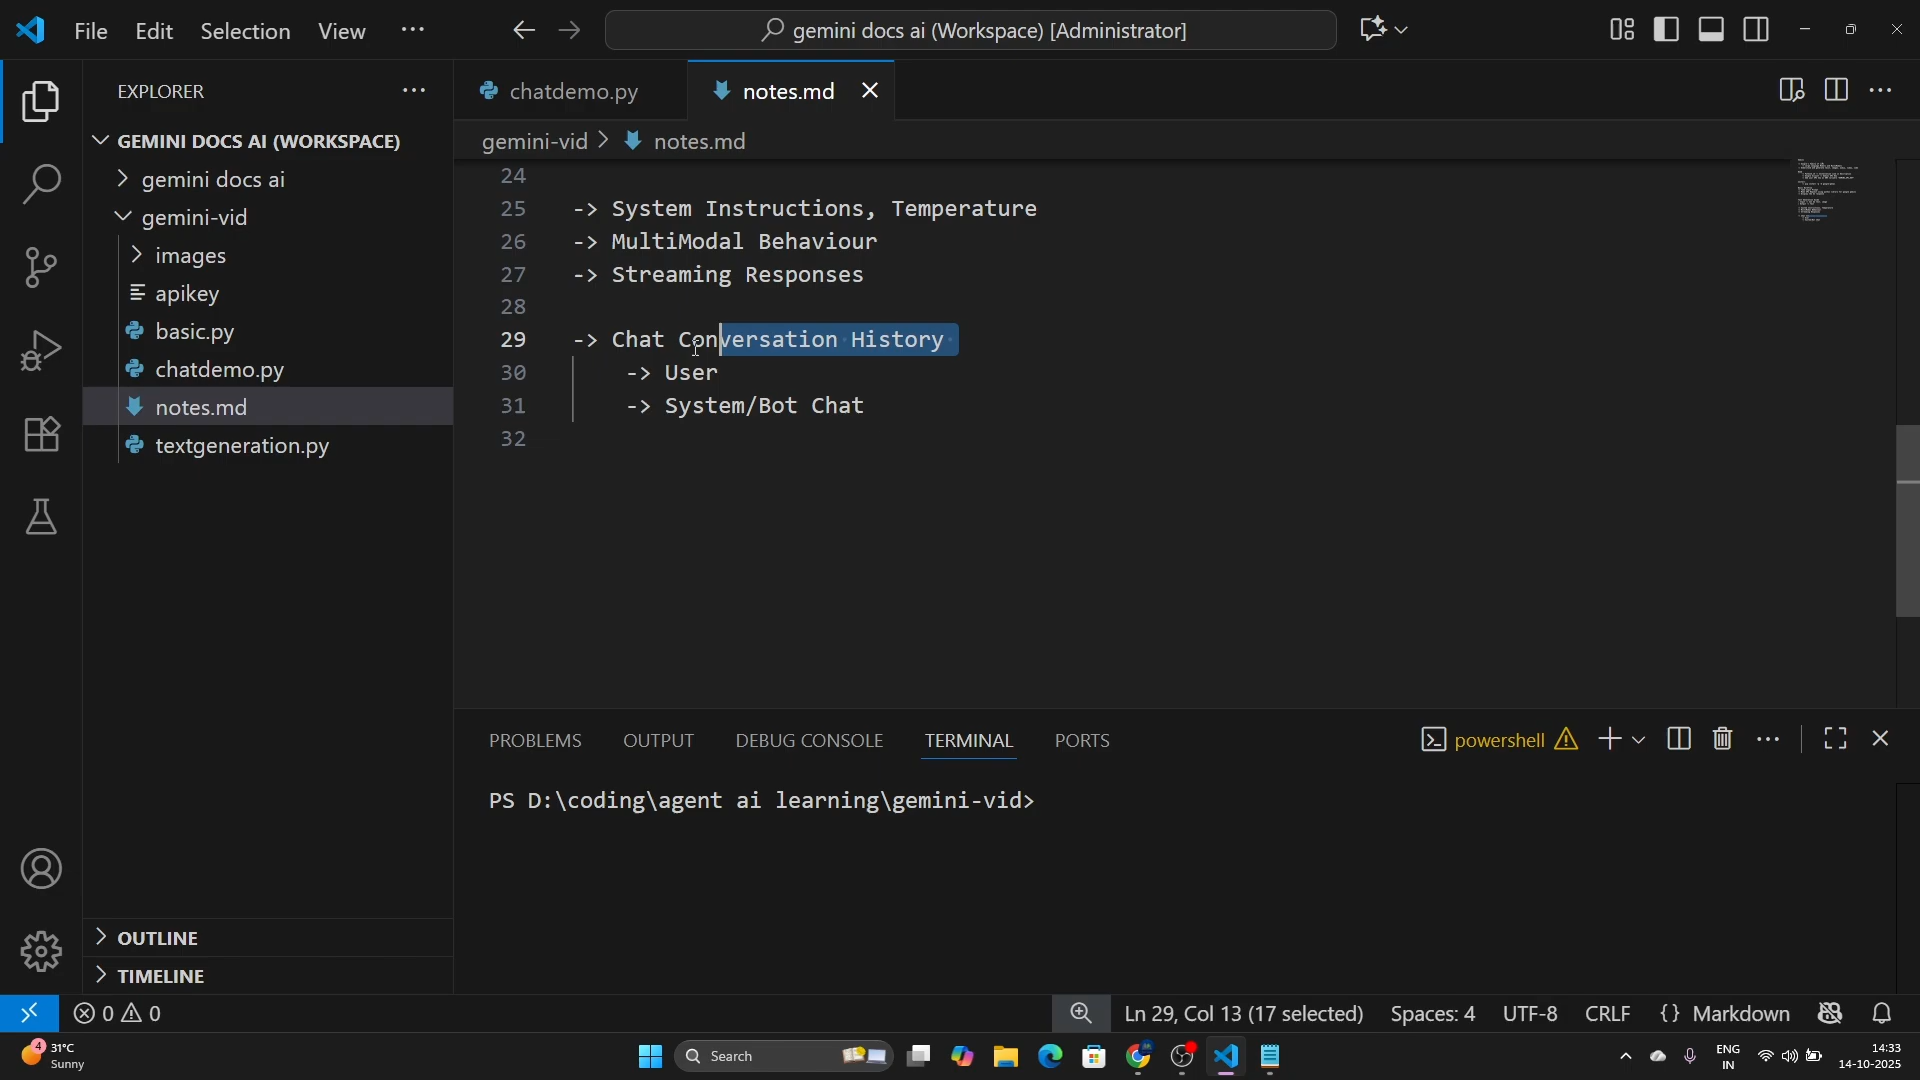 File Edit Selection View ··· gemini docs ai (Workspace) [Administrator]
EXPLORER
GEMINI DOCS AI (WORKSPACE)
gemini docs ai
gemini-vid
images
apikey
basic.py
chatdemo.py
notes.md
textgeneration.py
OUTLINE
TIMELINE
chatdemo.py notes.md
gemini-vid > notes.md
24
25 -> System Instructions, Temperature
26 -> MultiModal Behaviour
27 -> Streaming Responses
28
29 -> Chat Conversation History
30 -> User
31 -> System/Bot Chat
32
PROBLEMS OUTPUT DEBUG CONSOLE TERMINAL PORTS powershell
PS D:\coding\agent ai learning\gemini-vid>
0 0 Ln 29, Col 13 (17 selected) Spaces: 4 UTF-8 CRLF {} Markdown
4 31°C
Sunny
Search
ENG
IN
14:33
14-10-2025